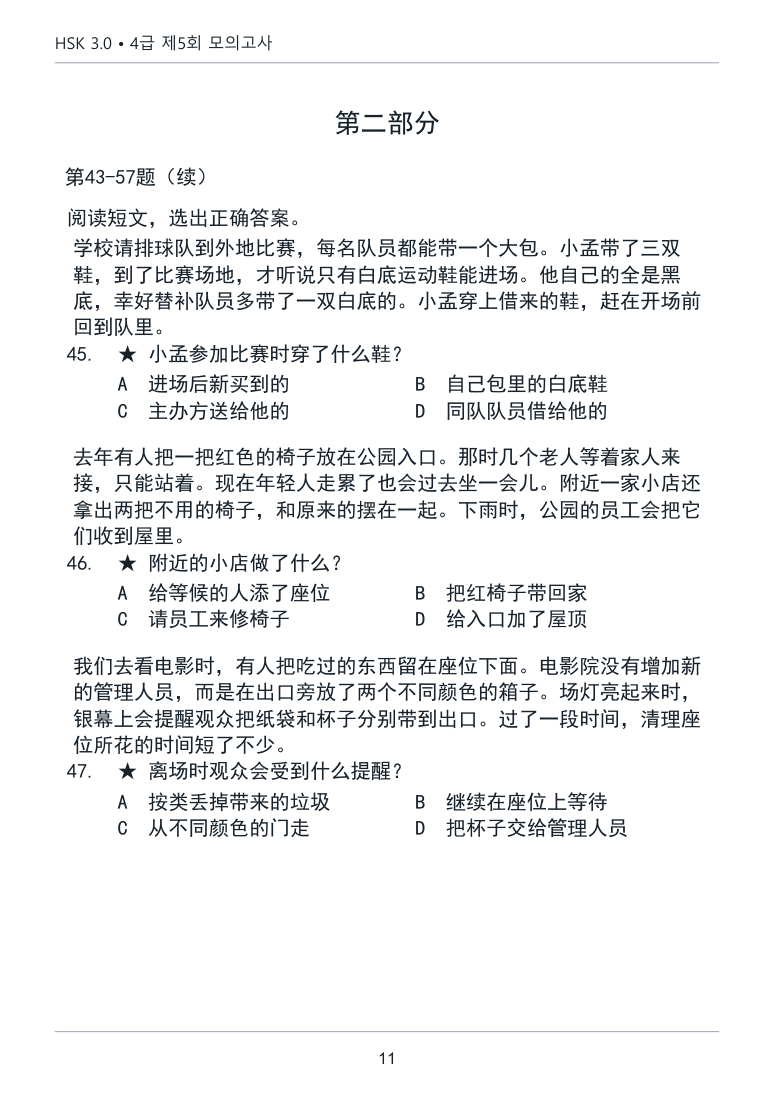 HSK 3.0 • 4급 제5회 모의고사
第二部分
第43-57题（续）
阅读短文，选出正确答案。
学校请排球队到外地比赛，每名队员都能带一个大包。小孟带了三双
鞋，到了比赛场地，才听说只有白底运动鞋能进场。他自己的全是黑
底，幸好替补队员多带了一双白底的。小孟穿上借来的鞋，赶在开场前
回到队里。
45. ★ 小孟参加比赛时穿了什么鞋？
A 进场后新买到的 B 自己包里的白底鞋
C 主办方送给他的 D 同队队员借给他的
去年有人把一把红色的椅子放在公园入口。那时几个老人等着家人来
接，只能站着。现在年轻人走累了也会过去坐一会儿。附近一家小店还
拿出两把不用的椅子，和原来的摆在一起。下雨时，公园的员工会把它
们收到屋里。
46. ★ 附近的小店做了什么？
A 给等候的人添了座位 B 把红椅子带回家
C 请员工来修椅子 D 给入口加了屋顶
我们去看电影时，有人把吃过的东西留在座位下面。电影院没有增加新
的管理人员，而是在出口旁放了两个不同颜色的箱子。场灯亮起来时，
银幕上会提醒观众把纸袋和杯子分别带到出口。过了一段时间，清理座
位所花的时间短了不少。
47. ★ 离场时观众会受到什么提醒？
A 按类丢掉带来的垃圾 B 继续在座位上等待
C 从不同颜色的门走 D 把杯子交给管理人员
11